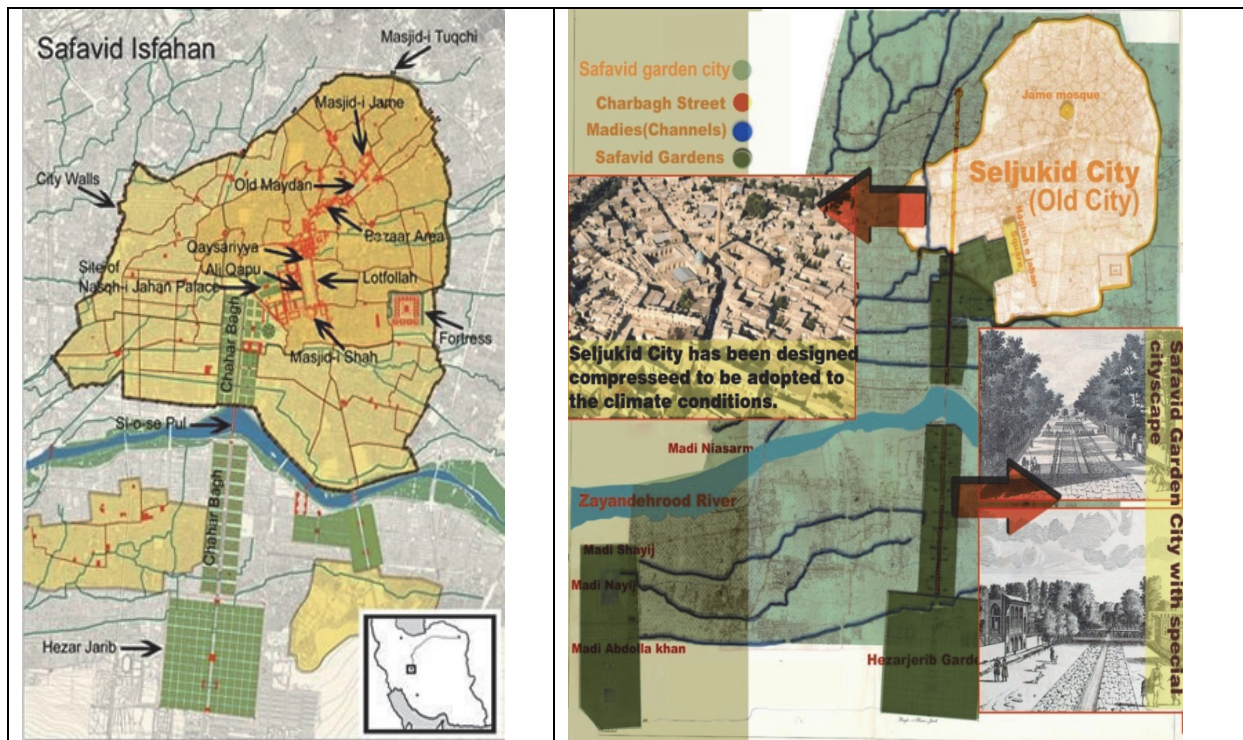 Safavid Isfahan
Masjid-i Tuqchi
Masjid-i Jame
City Walls
Old Maydan
Bazaar Area
Qaysariyya
Ali Qapu
Lotfollah
Site of
Nasqh-i Jahan Palace
Fortress
Masjid-i Shah
Chahar Bagh
Si-o-se Pul
Chahar Bagh
Hezar Jarib
Safavid garden city
Charbagh Street
Madies(Channels)
Safavid Gardens
Jame mosque
Seljukid City
(Old City)
Seljukid City has been designed
compresseed to be adopted to
the climate conditions.
Madi Niasarm
Zayandehrood River
Madi Shayij
Madi Nayij
Madi Abdolla khan
Hezarjerib Garde
Safavid Garden City with special
cityscape